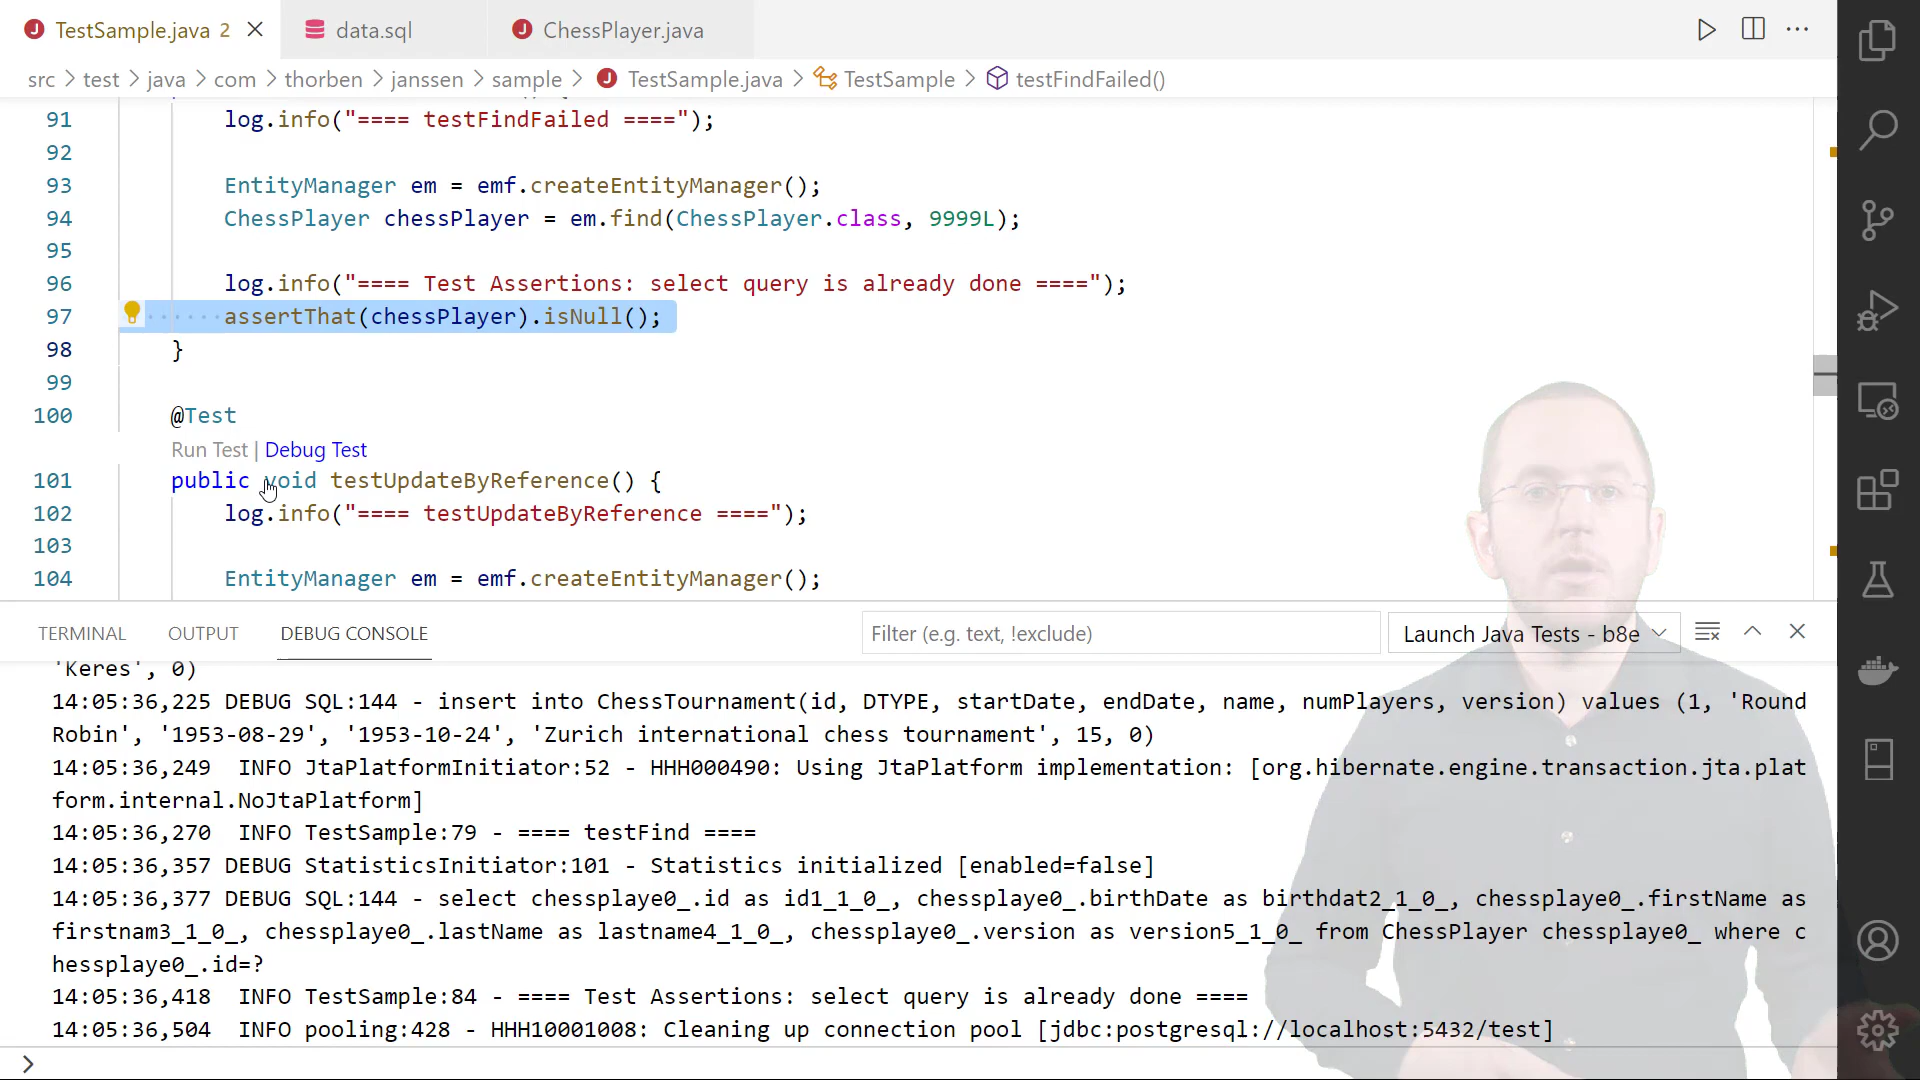 TestSample.java 2
data.sql
ChessPlayer.java
src > test > java > com > thorben > janssen > sample > TestSample.java > TestSample > testFindFailed()
91 log.info("==== testFindFailed ====");
92
93 EntityManager em = emf.createEntityManager();
94 ChessPlayer chessPlayer = em.find(ChessPlayer.class, 9999L);
95
96 log.info("==== Test Assertions: select query is already done ====");
97 assertThat(chessPlayer).isNull();
98 }
99
100 @Test
Run Test | Debug Test
101 public void testUpdateByReference() {
102 log.info("==== testUpdateByReference ====");
103
104 EntityManager em = emf.createEntityManager();
TERMINAL OUTPUT DEBUG CONSOLE
Filter (e.g. text, !exclude)
Launch Java Tests - b8e
'Keres', 0)
14:05:36,225 DEBUG SQL:144 - insert into ChessTournament(id, DTYPE, startDate, endDate, name, numPlayers, version) values (1, 'Round
Robin', '1953-08-29', '1953-10-24', 'Zurich international chess tournament', 15, 0)
14:05:36,249  INFO JtaPlatformInitiator:52 - HHH000490: Using JtaPlatform implementation: [org.hibernate.engine.transaction.jta.plat
form.internal.NoJtaPlatform]
14:05:36,270  INFO TestSample:79 - ==== testFind ====
14:05:36,357 DEBUG StatisticsInitiator:101 - Statistics initialized [enabled=false]
14:05:36,377 DEBUG SQL:144 - select chessplaye0_.id as id1_1_0_, chessplaye0_.birthDate as birthdat2_1_0_, chessplaye0_.firstName as
firstnam3_1_0_, chessplaye0_.lastName as lastname4_1_0_, chessplaye0_.version as version5_1_0_ from ChessPlayer chessplaye0_ where c
hessplaye0_.id=?
14:05:36,418  INFO TestSample:84 - ==== Test Assertions: select query is already done ====
14:05:36,504  INFO pooling:428 - HHH10001008: Cleaning up connection pool [jdbc:postgresql://localhost:5432/test]